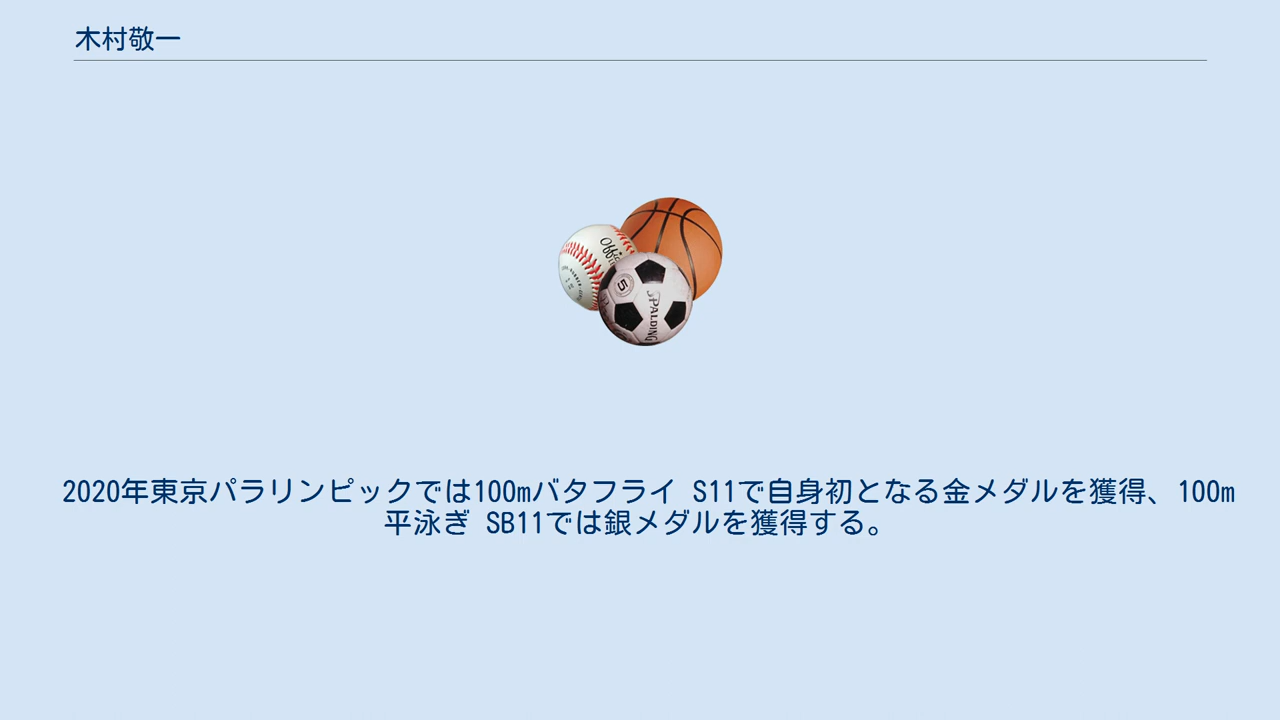 木村敬一
Offic
5
SPALDING
2020年東京パラリンピックでは100mバタフライ S11で自身初となる金メダルを獲得、100m
平泳ぎ SB11では銀メダルを獲得する。